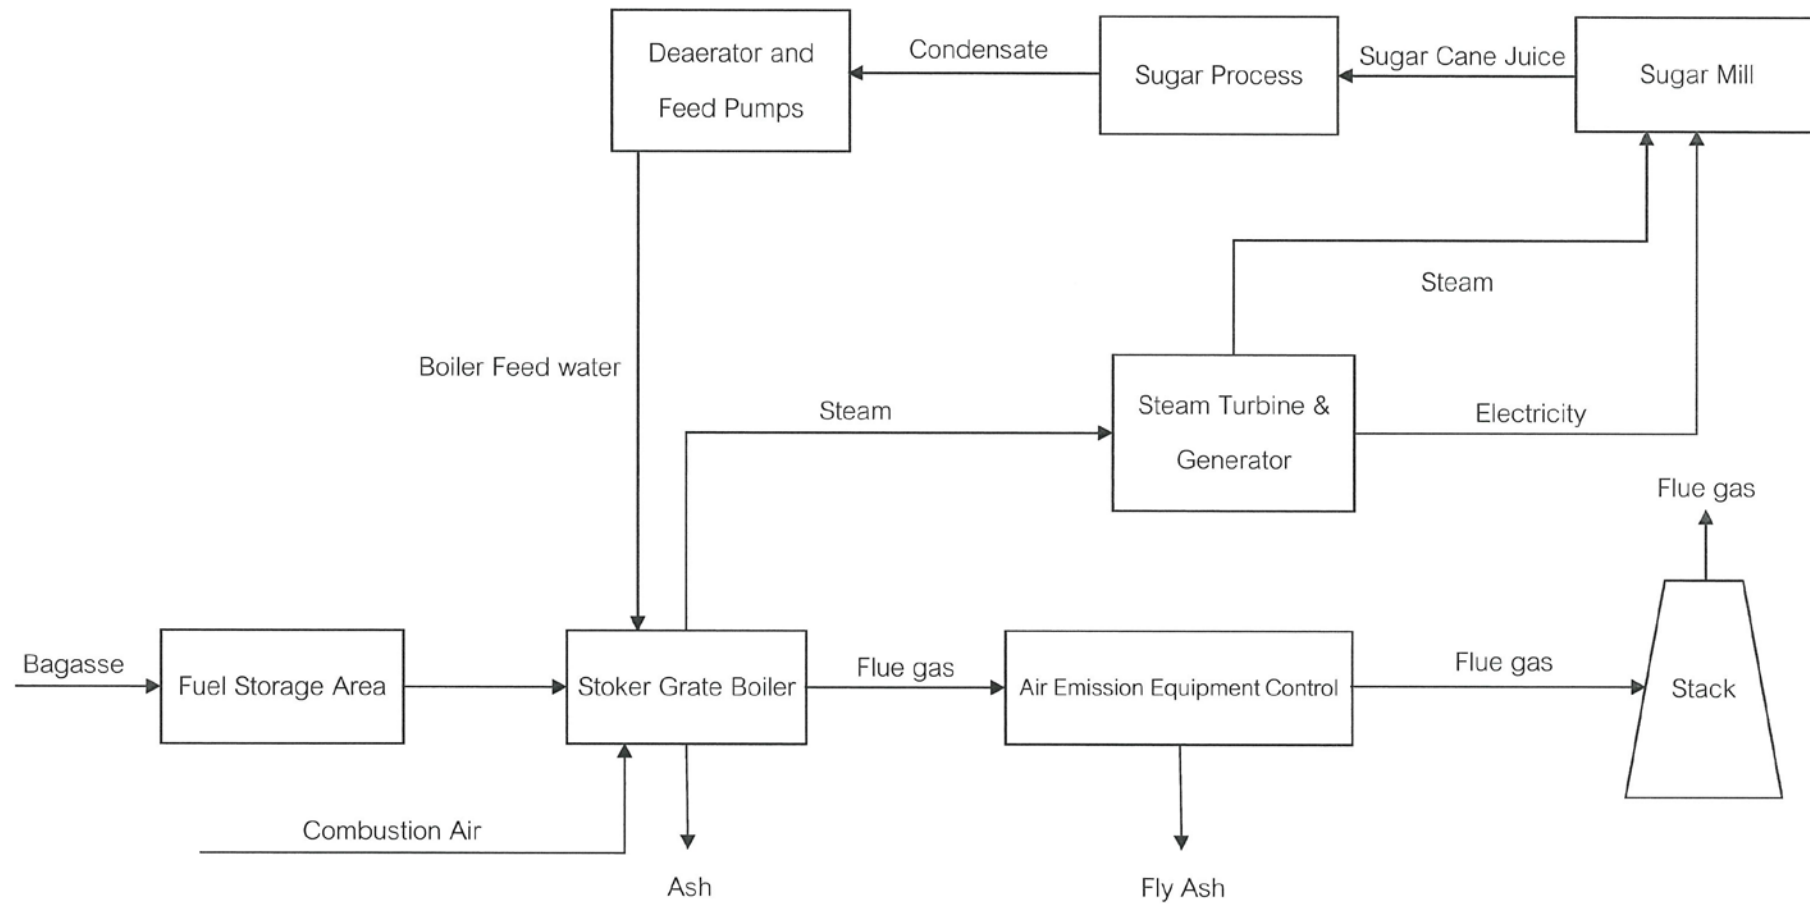 Deaerator and
Feed Pumps
Condensate
Sugar Process
Sugar Cane Juice
Sugar Mill
Steam
Boiler Feed water
Steam
Steam Turbine &
Generator
Electricity
Flue gas
Bagasse
Fuel Storage Area
Stoker Grate Boiler
Flue gas
Air Emission Equipment Control
Flue gas
Stack
Combustion Air
Ash
Fly Ash